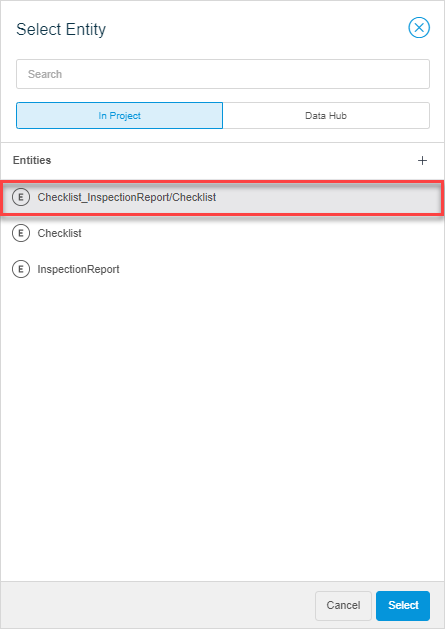 Select Entity
Search
In Project
Data Hub
Entities
E Checklist_InspectionReport/Checklist
E Checklist
E InspectionReport
Cancel
Select